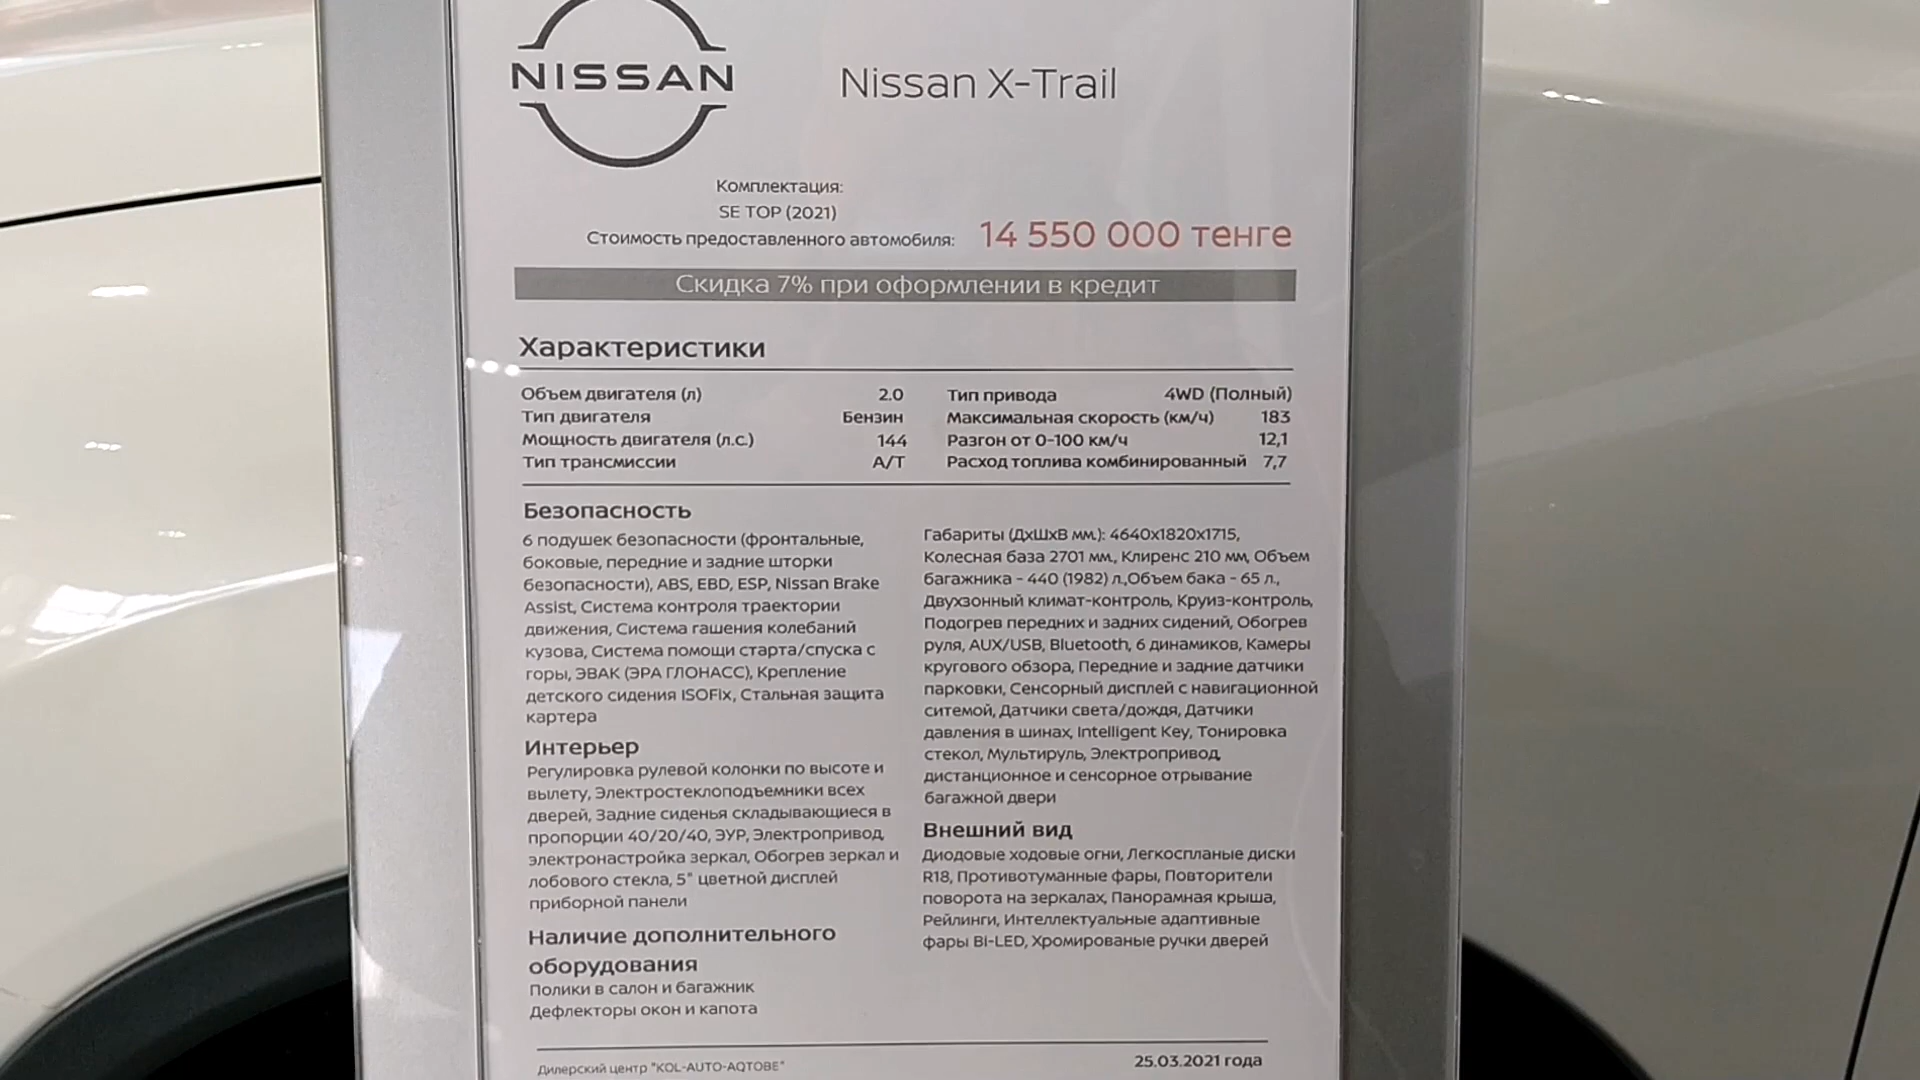 NISSAN
Nissan X-Trail
Комплектация:
SE TOP (2021)
Стоимость предоставленного автомобиля: 14 550 000 тенге
Скидка 7% при оформлении в кредит
Характеристики
Объем двигателя (л) 2.0
Тип двигателя Бензин
Мощность двигателя (л.с.) 144
Тип трансмиссии А/Т
Тип привода 4WD (Полный)
Максимальная скорость (км/ч) 183
Разгон от 0-100 км/ч 12,1
Расход топлива комбинированный 7,7
Безопасность
6 подушек безопасности (фронтальные,
боковые, передние и задние шторки
безопасности), ABS, EBD, ESP, Nissan Brake
Assist, Система контроля траектории
движения, Система гашения колебаний
кузова, Система помощи старта/спуска с
горы, ЭВАК (ЭРА ГЛОНАСС), Крепление
детского сидения ISOFix, Стальная защита
картера
Интерьер
Регулировка рулевой колонки по высоте и
вылету, Электростеклоподъемники всех
дверей, Задние сиденья складывающиеся в
пропорции 40/20/40, ЭУР, Электропривод,
электронастройка зеркал, Обогрев зеркал и
лобового стекла, 5" цветной дисплей
приборной панели
Наличие дополнительного
оборудования
Полики в салон и багажник
Дефлекторы окон и капота
Габариты (ДхШхВ мм.): 4640х1820х1715,
Колесная база 2701 мм., Клиренс 210 мм, Объем
багажника - 440 (1982) л.,Объем бака - 65 л.,
Двухзонный климат-контроль, Круиз-контроль,
Подогрев передних и задних сидений, Обогрев
руля, AUX/USB, Bluetooth, 6 динамиков, Камеры
кругового обзора, Передние и задние датчики
парковки, Сенсорный дисплей с навигационной
ситемой, Датчики света/дождя, Датчики
давления в шинах, Intelligent Key, Тонировка
стекол, Мультируль, Электропривод,
дистанционное и сенсорное отрывание
багажной двери
Внешний вид
Диодовые ходовые огни, Легкоспланые диски
R18, Противотуманные фары, Повторители
поворота на зеркалах, Панорамная крыша,
Рейлинги, Интеллектуальные адаптивные
фары BI-LED, Хромированые ручки дверей
Дилерский центр "KOL-AUTO-AQTOBE"
25.03.2021 года